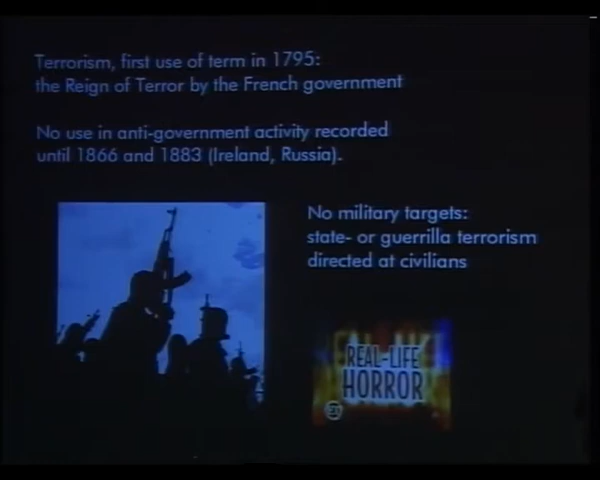 Terrorism, first use of term in 1795:
the Reign of Terror by the French government
No use in anti-government activity recorded
until 1866 and 1883 (Ireland, Russia).
No military targets:
state- or guerrilla terrorism
directed at civilians
REAL-LIFE
HORROR